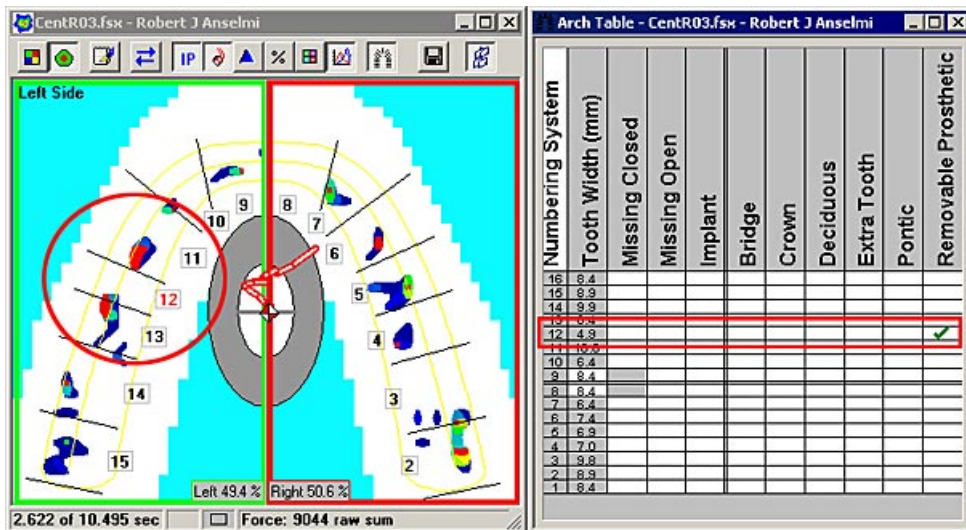 CentR03.fsx - Robert J Anselmi
IP
%
Left Side
9 8
10 7
11 6
12 5
13 4
14 3
15 2
Left 49.4 % Right 50.6 %
2.622 of 10.495 sec Force: 9044 raw sum
Arch Table - CentR03.fsx - Robert J Anselmi
Numbering System
Tooth Width (mm)
Missing Closed
Missing Open
Implant
Bridge
Crown
Deciduous
Extra Tooth
Pontic
Removable Prosthetic
16 8.4
15 8.9
14 9.9
12 4.9
10 6.4
9 8.4
8 8.4
7 6.4
6 7.4
5 6.9
4 7.0
3 9.8
2 8.9
1 8.4